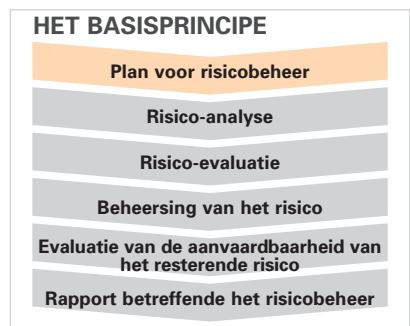 HET BASISPRINCIPE
Plan voor risicobeheer
Risico-analyse
Risico-evaluatie
Beheersing van het risico
Evaluatie van de aanvaardbaarheid van
het resterende risico
Rapport betreffende het risicobeheer